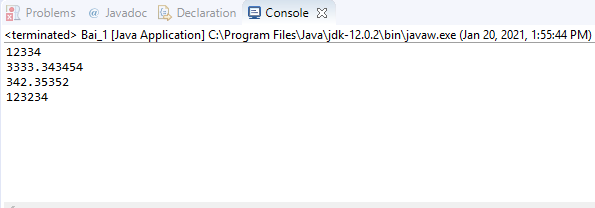 Problems @ Javadoc Declaration Console
<terminated> Bai_1 [Java Application] C:\Program Files\Java\jdk-12.0.2\bin\javaw.exe (Jan 20, 2021, 1:55:44 PM)
12334
3333.343454
342.35352
123234